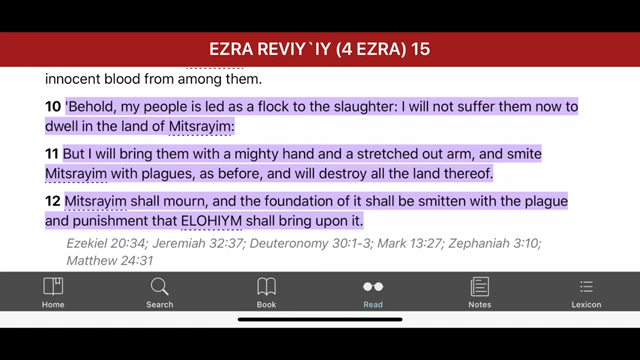 EZRA REVIY`IY (4 EZRA) 15
innocent blood from among them.
10 'Behold, my people is led as a flock to the slaughter: I will not suffer them now to
dwell in the land of Mitsrayim:
11 But I will bring them with a mighty hand and a stretched out arm, and smite
Mitsrayim with plagues, as before, and will destroy all the land thereof.
12 Mitsrayim shall mourn, and the foundation of it shall be smitten with the plague
and punishment that ELOHIYM shall bring upon it.
Ezekiel 20:34; Jeremiah 32:37; Deuteronomy 30:1-3; Mark 13:27; Zephaniah 3:10;
Matthew 24:31
Home Search Book Read Notes Lexicon